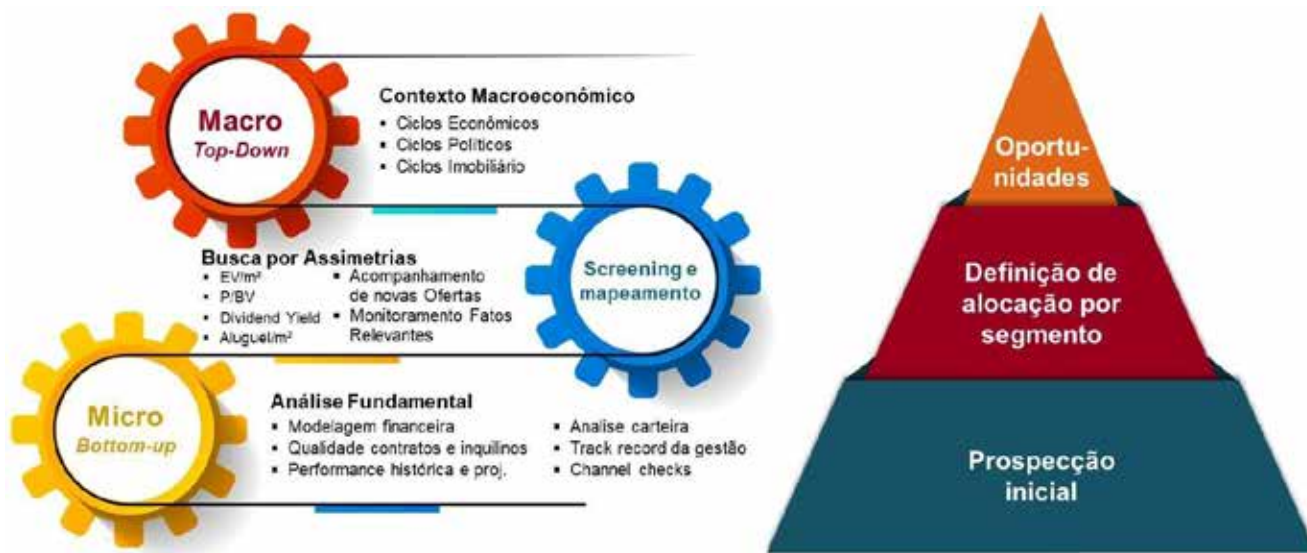 Macro
Top-Down
Contexto Macroeconômico
▪ Ciclos Econômicos
▪ Ciclos Políticos
▪ Ciclos Imobiliário
Busca por Assimetrias
▪ EV/m²
▪ P/BV
▪ Dividend Yield
▪ Aluguel/m²
▪ Acompanhamento
de novas Ofertas
▪ Monitoramento Fatos
Relevantes
Screening e
mapeamento
Micro
Bottom-up
Análise Fundamental
▪ Modelagem financeira
▪ Qualidade contratos e inquilinos
▪ Performance histórica e proj.
▪ Analise carteira
▪ Track record da gestão
▪ Channel checks
Oportu-
nidades
Definição de
alocação por
segmento
Prospecção
inicial